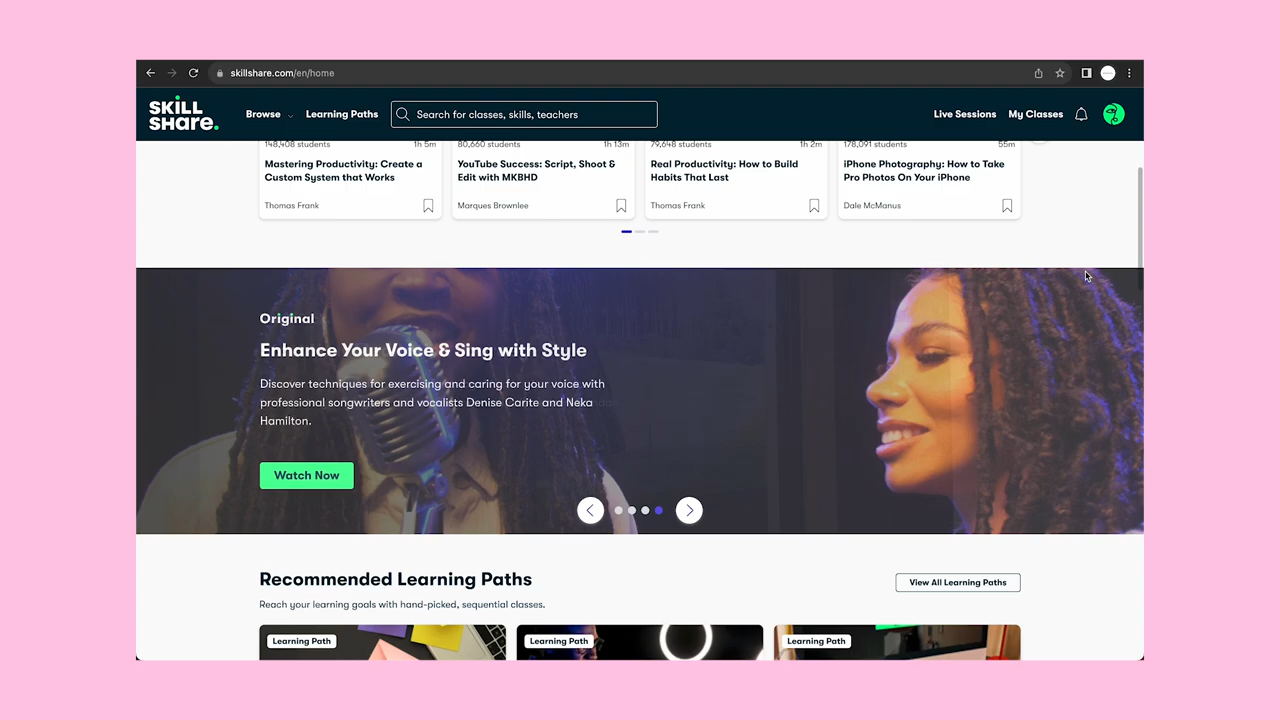 skillshare.com/en/home
SKILL
SHARE.
Browse
Learning Paths
Search for classes, skills, teachers
Live Sessions
My Classes
148,408 students
1h 5m
80,660 students
1h 13m
79,648 students
1h 2m
178,091 students
55m
Mastering Productivity: Create a
Custom System that Works
YouTube Success: Script, Shoot &
Edit with MKBHD
Real Productivity: How to Build
Habits That Last
iPhone Photography: How to Take
Pro Photos On Your iPhone
Thomas Frank
Marques Brownlee
Thomas Frank
Dale McManus
Original
Enhance Your Voice & Sing with Style
Discover techniques for exercising and caring for your voice with
professional songwriters and vocalists Denise Carite and Neka
Hamilton.
Watch Now
Recommended Learning Paths
View All Learning Paths
Reach your learning goals with hand-picked, sequential classes.
Learning Path
Learning Path
Learning Path